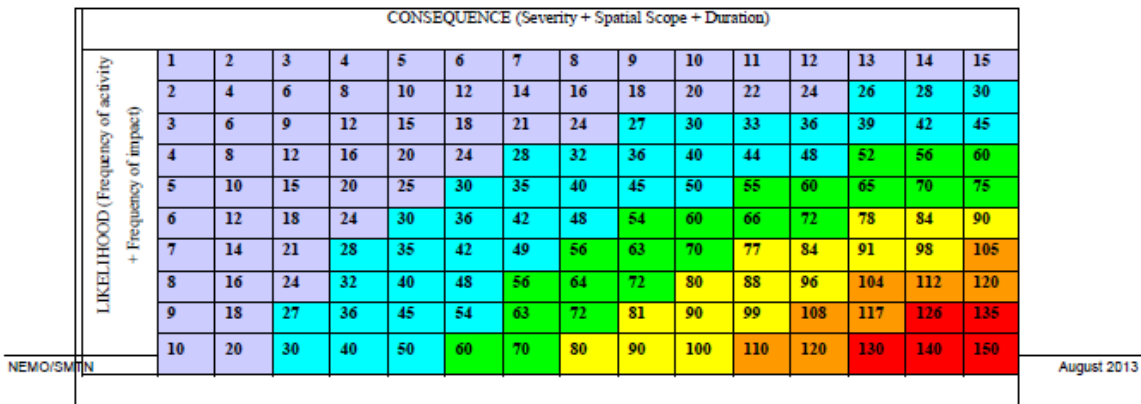 CONSEQUENCE (Severity + Spatial Scope + Duration)
LIKELIHOOD (Frequency of activity
+ Frequency of impact)
1 2 3 4 5 6 7 8 9 10 11 12 13 14 15
2 4 6 8 10 12 14 16 18 20 22 24 26 28 30
3 6 9 12 15 18 21 24 27 30 33 36 39 42 45
4 8 12 16 20 24 28 32 36 40 44 48 52 56 60
5 10 15 20 25 30 35 40 45 50 55 60 65 70 75
6 12 18 24 30 36 42 48 54 60 66 72 78 84 90
7 14 21 28 35 42 49 56 63 70 77 84 91 98 105
8 16 24 32 40 48 56 64 72 80 88 96 104 112 120
9 18 27 36 45 54 63 72 81 90 99 108 117 126 135
10 20 30 40 50 60 70 80 90 100 110 120 130 140 150
NEMO/SMTN
August 2013